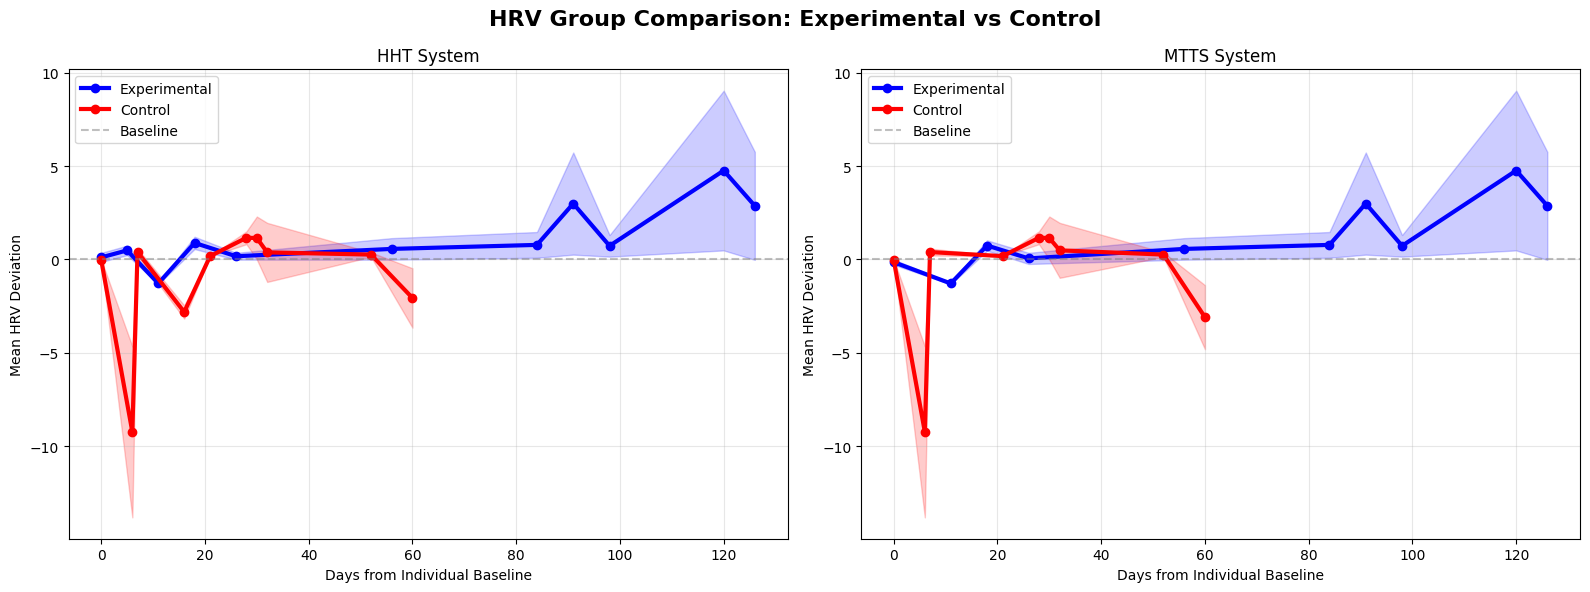 HRV Group Comparison: Experimental vs Control
HHT System
Experimental
Control
Baseline
Mean HRV Deviation
10
5
0
−5
−10
0 20 40 60 80 100 120
Days from Individual Baseline
MTTS System
Experimental
Control
Baseline
Mean HRV Deviation
10
5
0
−5
−10
0 20 40 60 80 100 120
Days from Individual Baseline